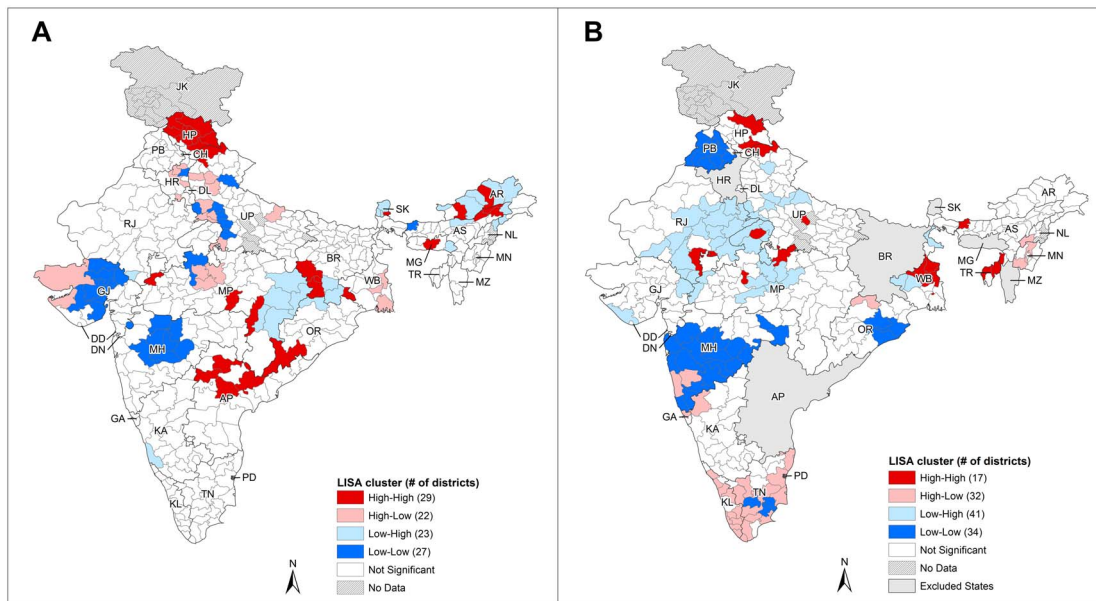 A
JK
HP
PB
CH
HR
DL
RJ
UP
SK
AR
AS
NL
BR
MG
MN
TR
MZ
WB
GJ
MP
OR
DD
DN
MH
AP
GA
KA
PD
TN
KL
N
LISA cluster (# of districts)
High-High (29)
High-Low (22)
Low-High (23)
Low-Low (27)
Not Significant
No Data
B
JK
HP
PB
CH
HR
DL
RJ
UP
SK
AR
AS
NL
BR
MG
MN
TR
MZ
WB
GJ
MP
OR
DD
DN
MH
AP
GA
KA
PD
TN
KL
N
LISA cluster (# of districts)
High-High (17)
High-Low (32)
Low-High (41)
Low-Low (34)
Not Significant
No Data
Excluded States